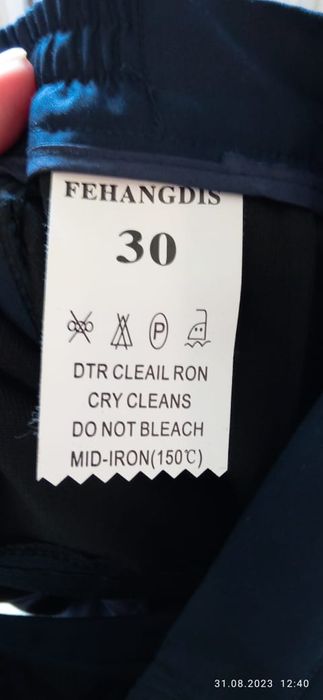 FEHANGDIS
30
P
DTR CLEAIL RON
CRY CLEANS
DO NOT BLEACH
MID-IRON(150℃)
31.08.2023 12:40